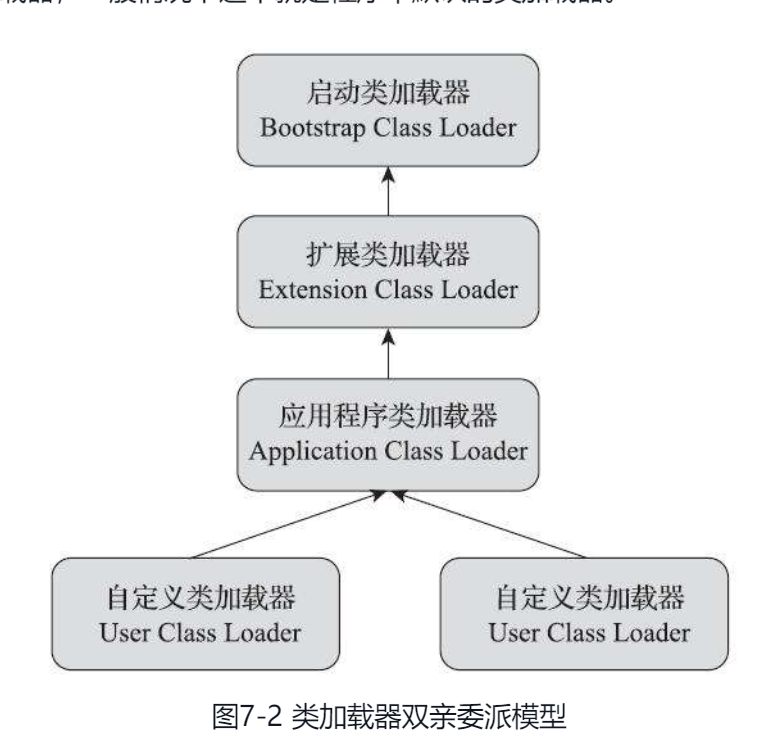 启动类加载器
Bootstrap Class Loader
扩展类加载器
Extension Class Loader
应用程序类加载器
Application Class Loader
自定义类加载器
User Class Loader
自定义类加载器
User Class Loader
图7-2 类加载器双亲委派模型